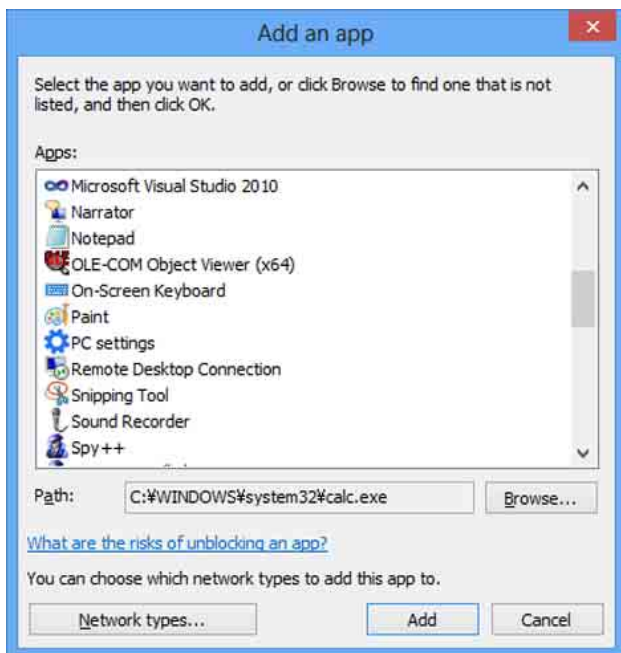 Add an app
Select the app you want to add, or click Browse to find one that is not
listed, and then click OK.
Apps:
Microsoft Visual Studio 2010
Narrator
Notepad
OLE-COM Object Viewer (x64)
On-Screen Keyboard
Paint
PC settings
Remote Desktop Connection
Snipping Tool
Sound Recorder
Spy++
Path: C:¥WINDOWS¥system32¥calc.exe Browse...
What are the risks of unblocking an app?
You can choose which network types to add this app to.
Network types... Add Cancel